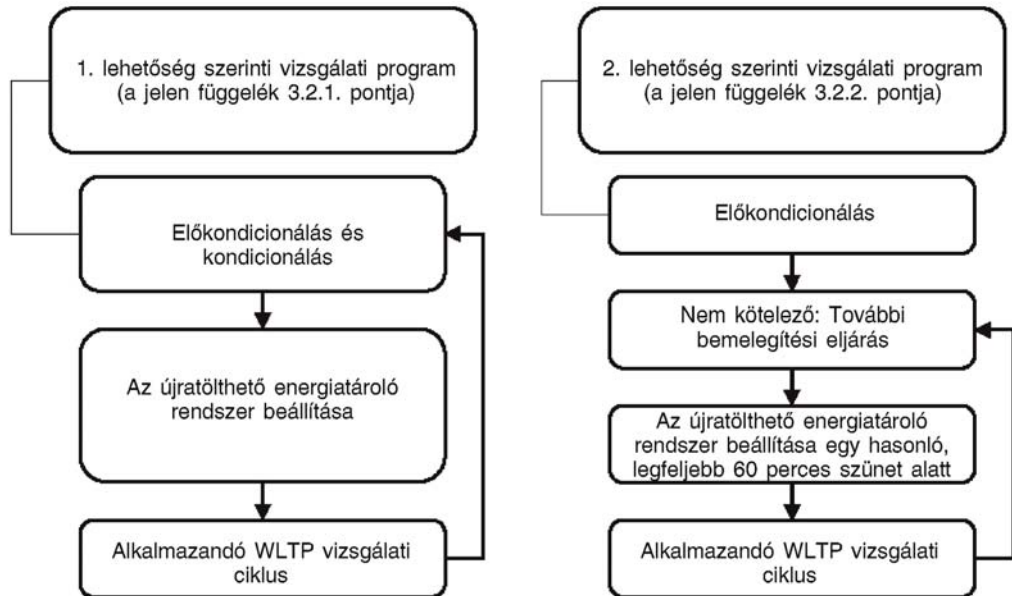 1. lehetőség szerinti vizsgálati program
(a jelen függelék 3.2.1. pontja)
Előkondicionálás és
kondicionálás
Az újratölthető energiatároló
rendszer beállítása
Alkalmazandó WLTP vizsgálati
ciklus
2. lehetőség szerinti vizsgálati program
(a jelen függelék 3.2.2. pontja)
Előkondicionálás
Nem kötelező: További
bemelegítési eljárás
Az újratölthető energiatároló
rendszer beállítása egy hasonló,
legfeljebb 60 perces szünet alatt
Alkalmazandó WLTP vizsgálati
ciklus